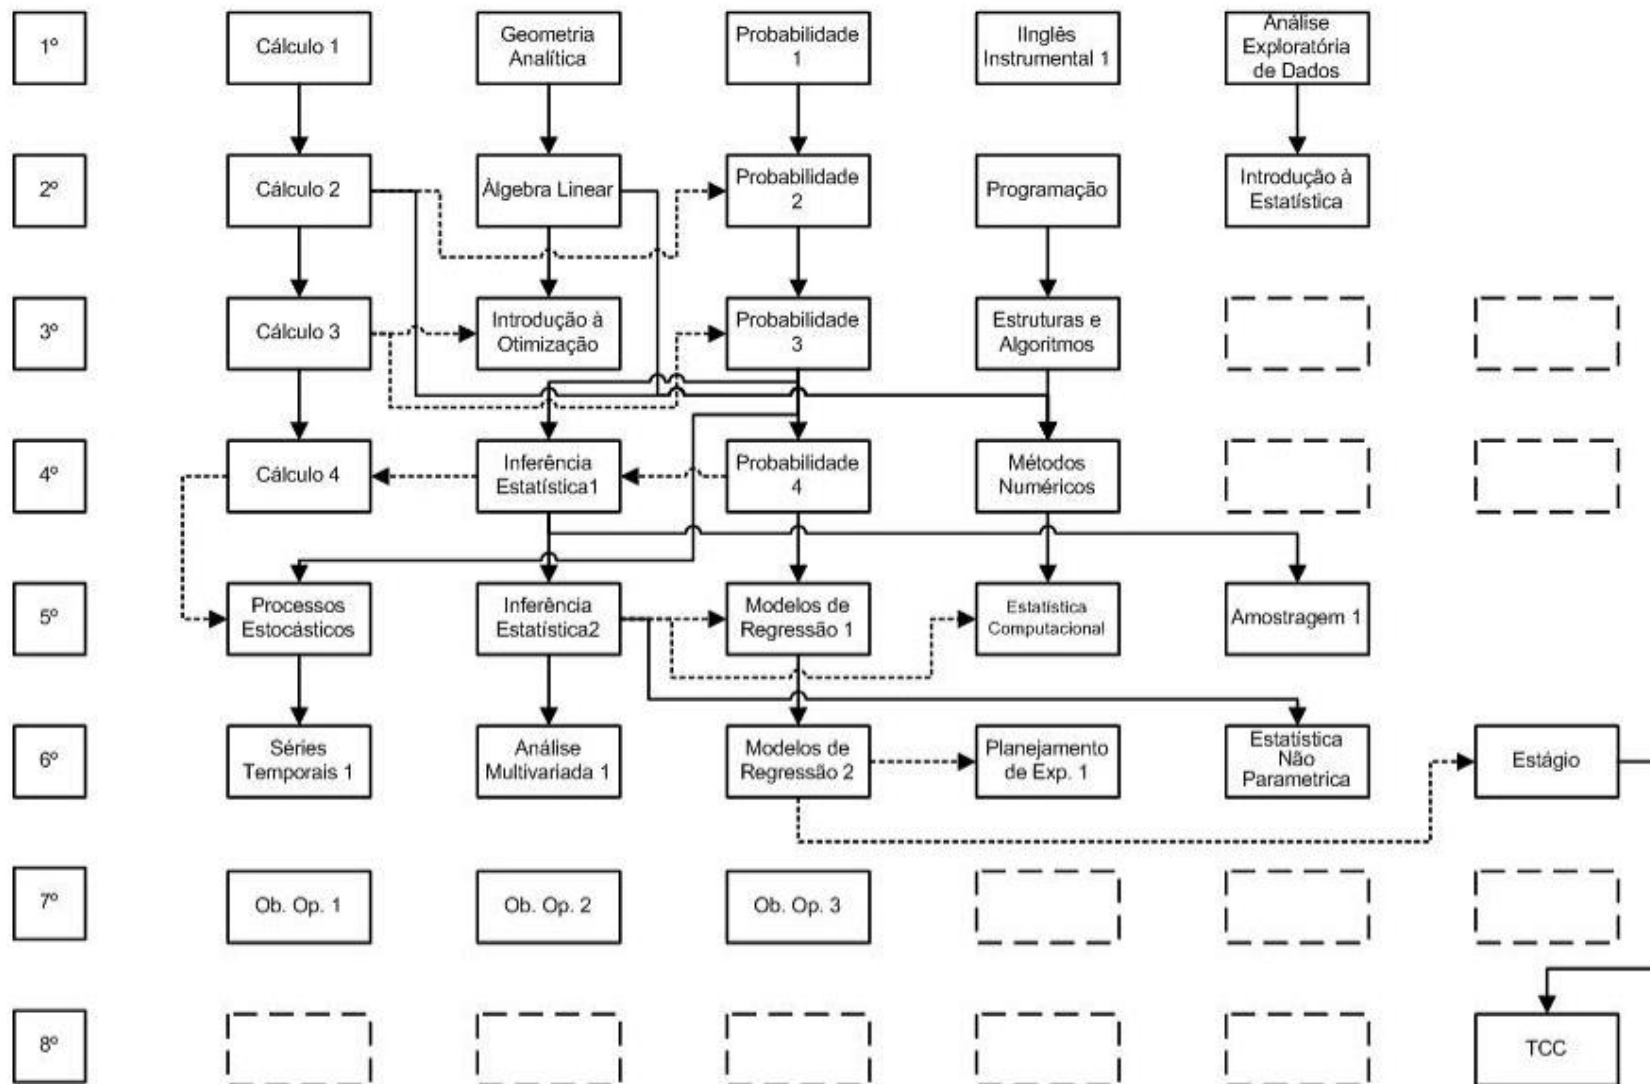 1º
Cálculo 1
Geometria
Analítica
Probabilidade
1
IInglês
Instrumental 1
Análise
Exploratória
de Dados
2º
Cálculo 2
Àlgebra Linear
Probabilidade
2
Programação
Introdução à
Estatística
3º
Cálculo 3
Introdução à
Otimização
Probabilidade
3
Estruturas e
Algoritmos
4º
Cálculo 4
Inferência
Estatística1
Probabilidade
4
Métodos
Numéricos
5º
Processos
Estocásticos
Inferência
Estatística2
Modelos de
Regressão 1
Estatística
Computacional
Amostragem 1
6º
Séries
Temporais 1
Análise
Multivariada 1
Modelos de
Regressão 2
Planejamento
de Exp. 1
Estatística
Não
Parametrica
Estágio
7º
Ob. Op. 1
Ob. Op. 2
Ob. Op. 3
8º
TCC